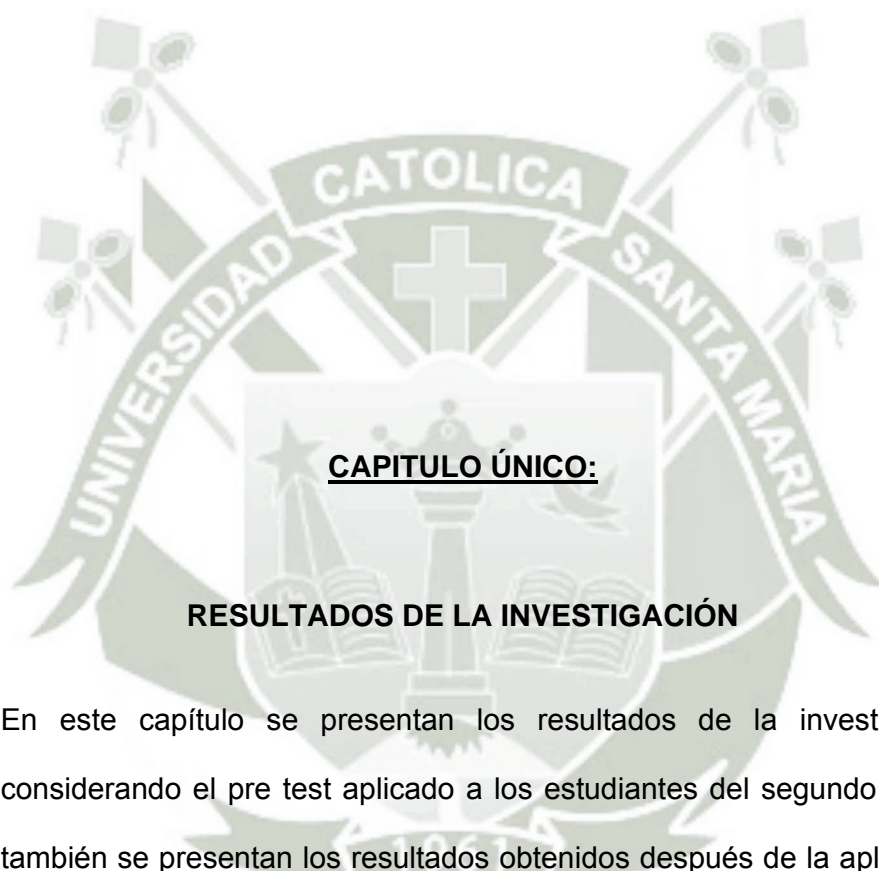 UNIVERSIDAD CATOLICA SANTA MARIA
CAPITULO ÚNICO:
RESULTADOS DE LA INVESTIGACIÓN
En este capítulo se presentan los resultados de la invest
considerando el pre test aplicado a los estudiantes del segundo
también se presentan los resultados obtenidos después de la apl
1961